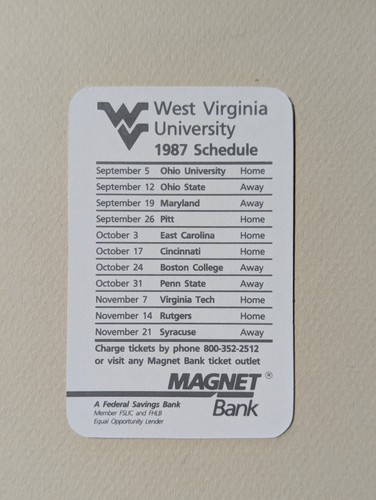 WV
West Virginia
University
1987 Schedule
September 5 Ohio University Home
September 12 Ohio State Away
September 19 Maryland Away
September 26 Pitt Home
October 3 East Carolina Home
October 17 Cincinnati Home
October 24 Boston College Away
October 31 Penn State Away
November 7 Virginia Tech Home
November 14 Rutgers Home
November 21 Syracuse Away
Charge tickets by phone 800-352-2512
or visit any Magnet Bank ticket outlet
MAGNET ®
Bank
A Federal Savings Bank
Member FSLIC and FHLB
Equal Opportunity Lender